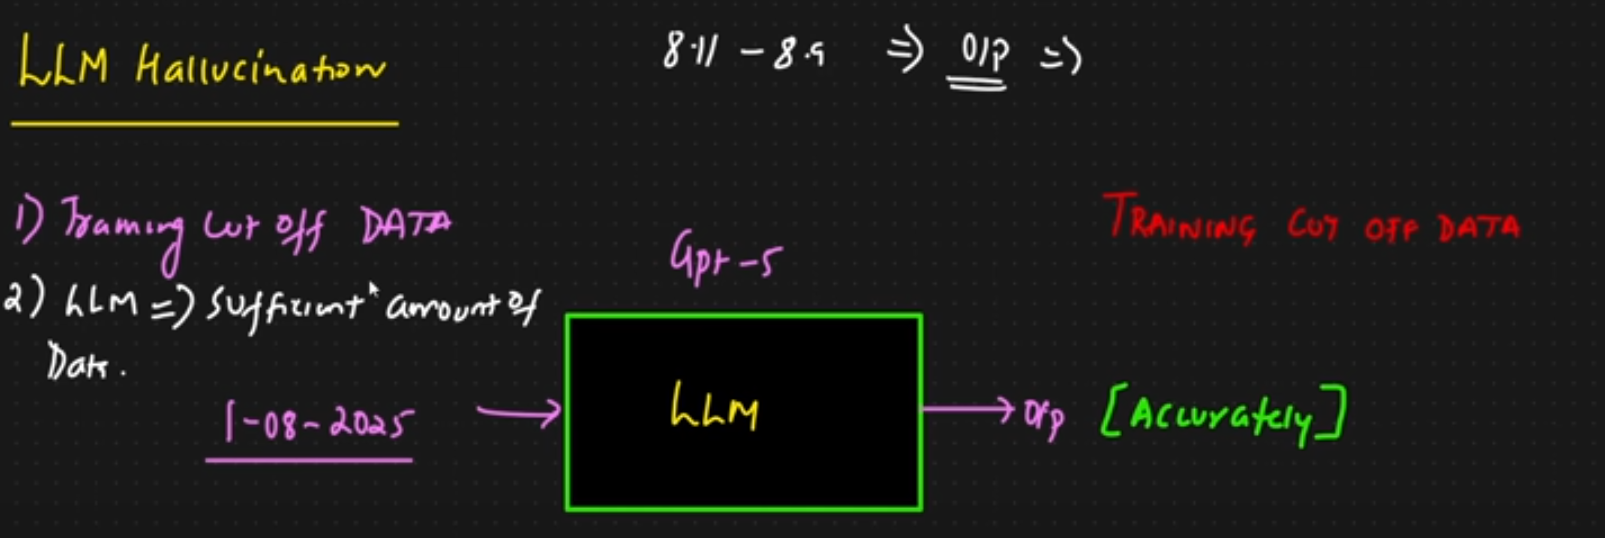 LLM Hallucination
8.11 - 8.9 => O/p =>
1) Training Cut off DATA
TRAINING CUT OFF DATA
2) LLM => Sufficient amount of
Data.
Gpt-5
1-08-2025
LLM
O/p [Accurately]